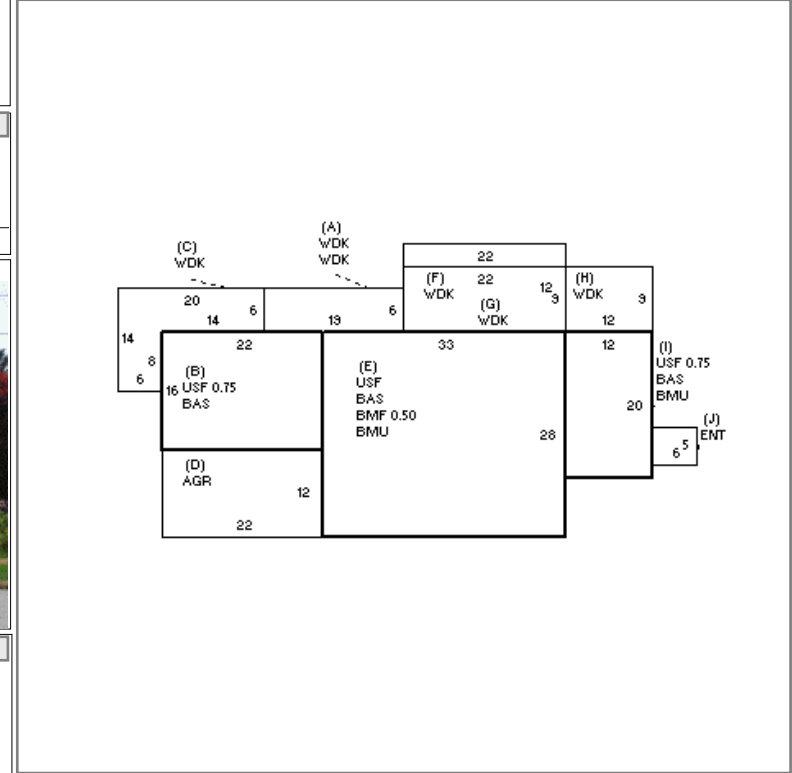 (A)
WDK
WDK
(C)
WDK
22
(F)
WDK
22
12
9
(G)
WDK
(H)
WDK
9
12
20
14
6
19
6
14
8
6
22
(B)
16 USF 0.75
BAS
33
(E)
USF
BAS
BMF 0.50
BMU
28
12
(I)
USF 0.75
BAS
BMU
20
(J)
ENT
5
6
(D)
AGR
12
22